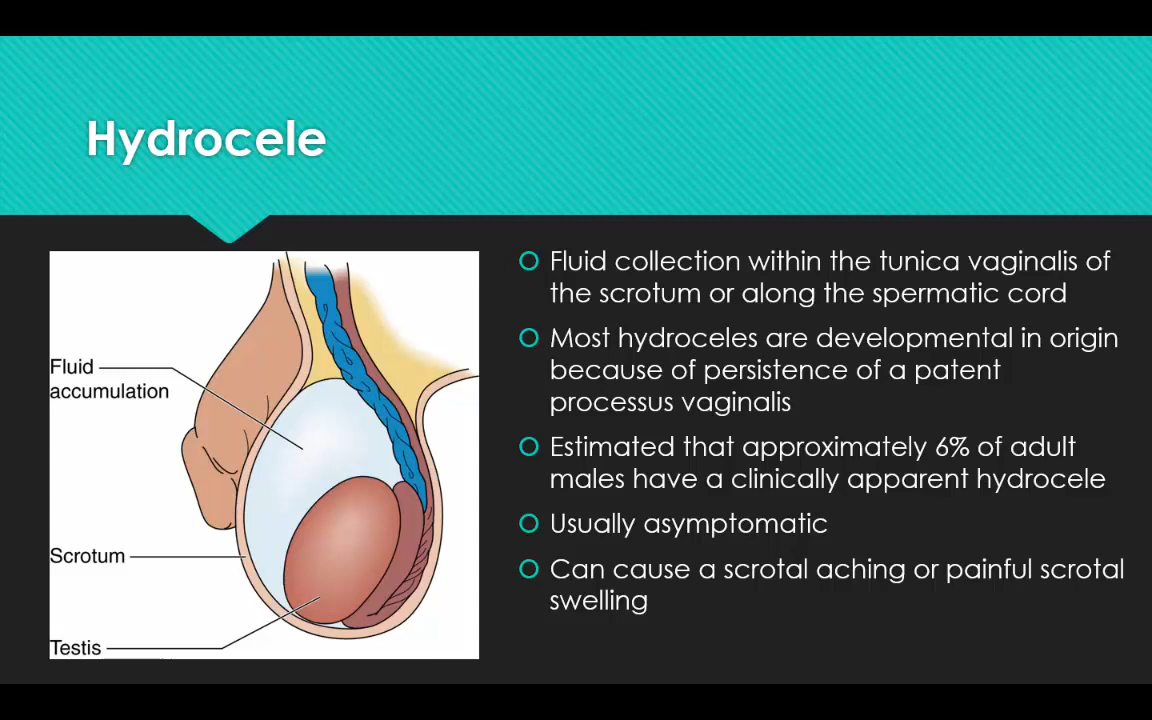 Hydrocele
Fluid
accumulation
Scrotum
Testis
Fluid collection within the tunica vaginalis of
the scrotum or along the spermatic cord
Most hydroceles are developmental in origin
because of persistence of a patent
processus vaginalis
Estimated that approximately 6% of adult
males have a clinically apparent hydrocele
Usually asymptomatic
Can cause a scrotal aching or painful scrotal
swelling